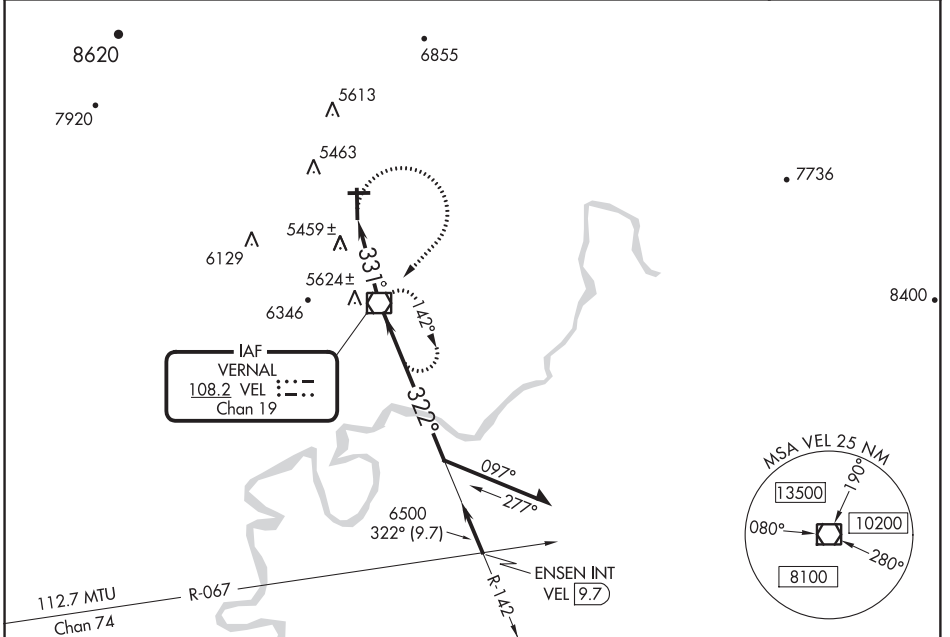 8620
6855
7920
5613
5463
7736
5459±
6129
331°
5624±
6346
8400
142°
IAF
VERNAL
108.2 VEL
Chan 19
322°
097°
277°
MSA VEL 25 NM
190°
13500
080°
10200
280°
8100
6500
322° (9.7)
ENSEN INT
VEL 9.7
R-142
112.7 MTU
R-067
Chan 74